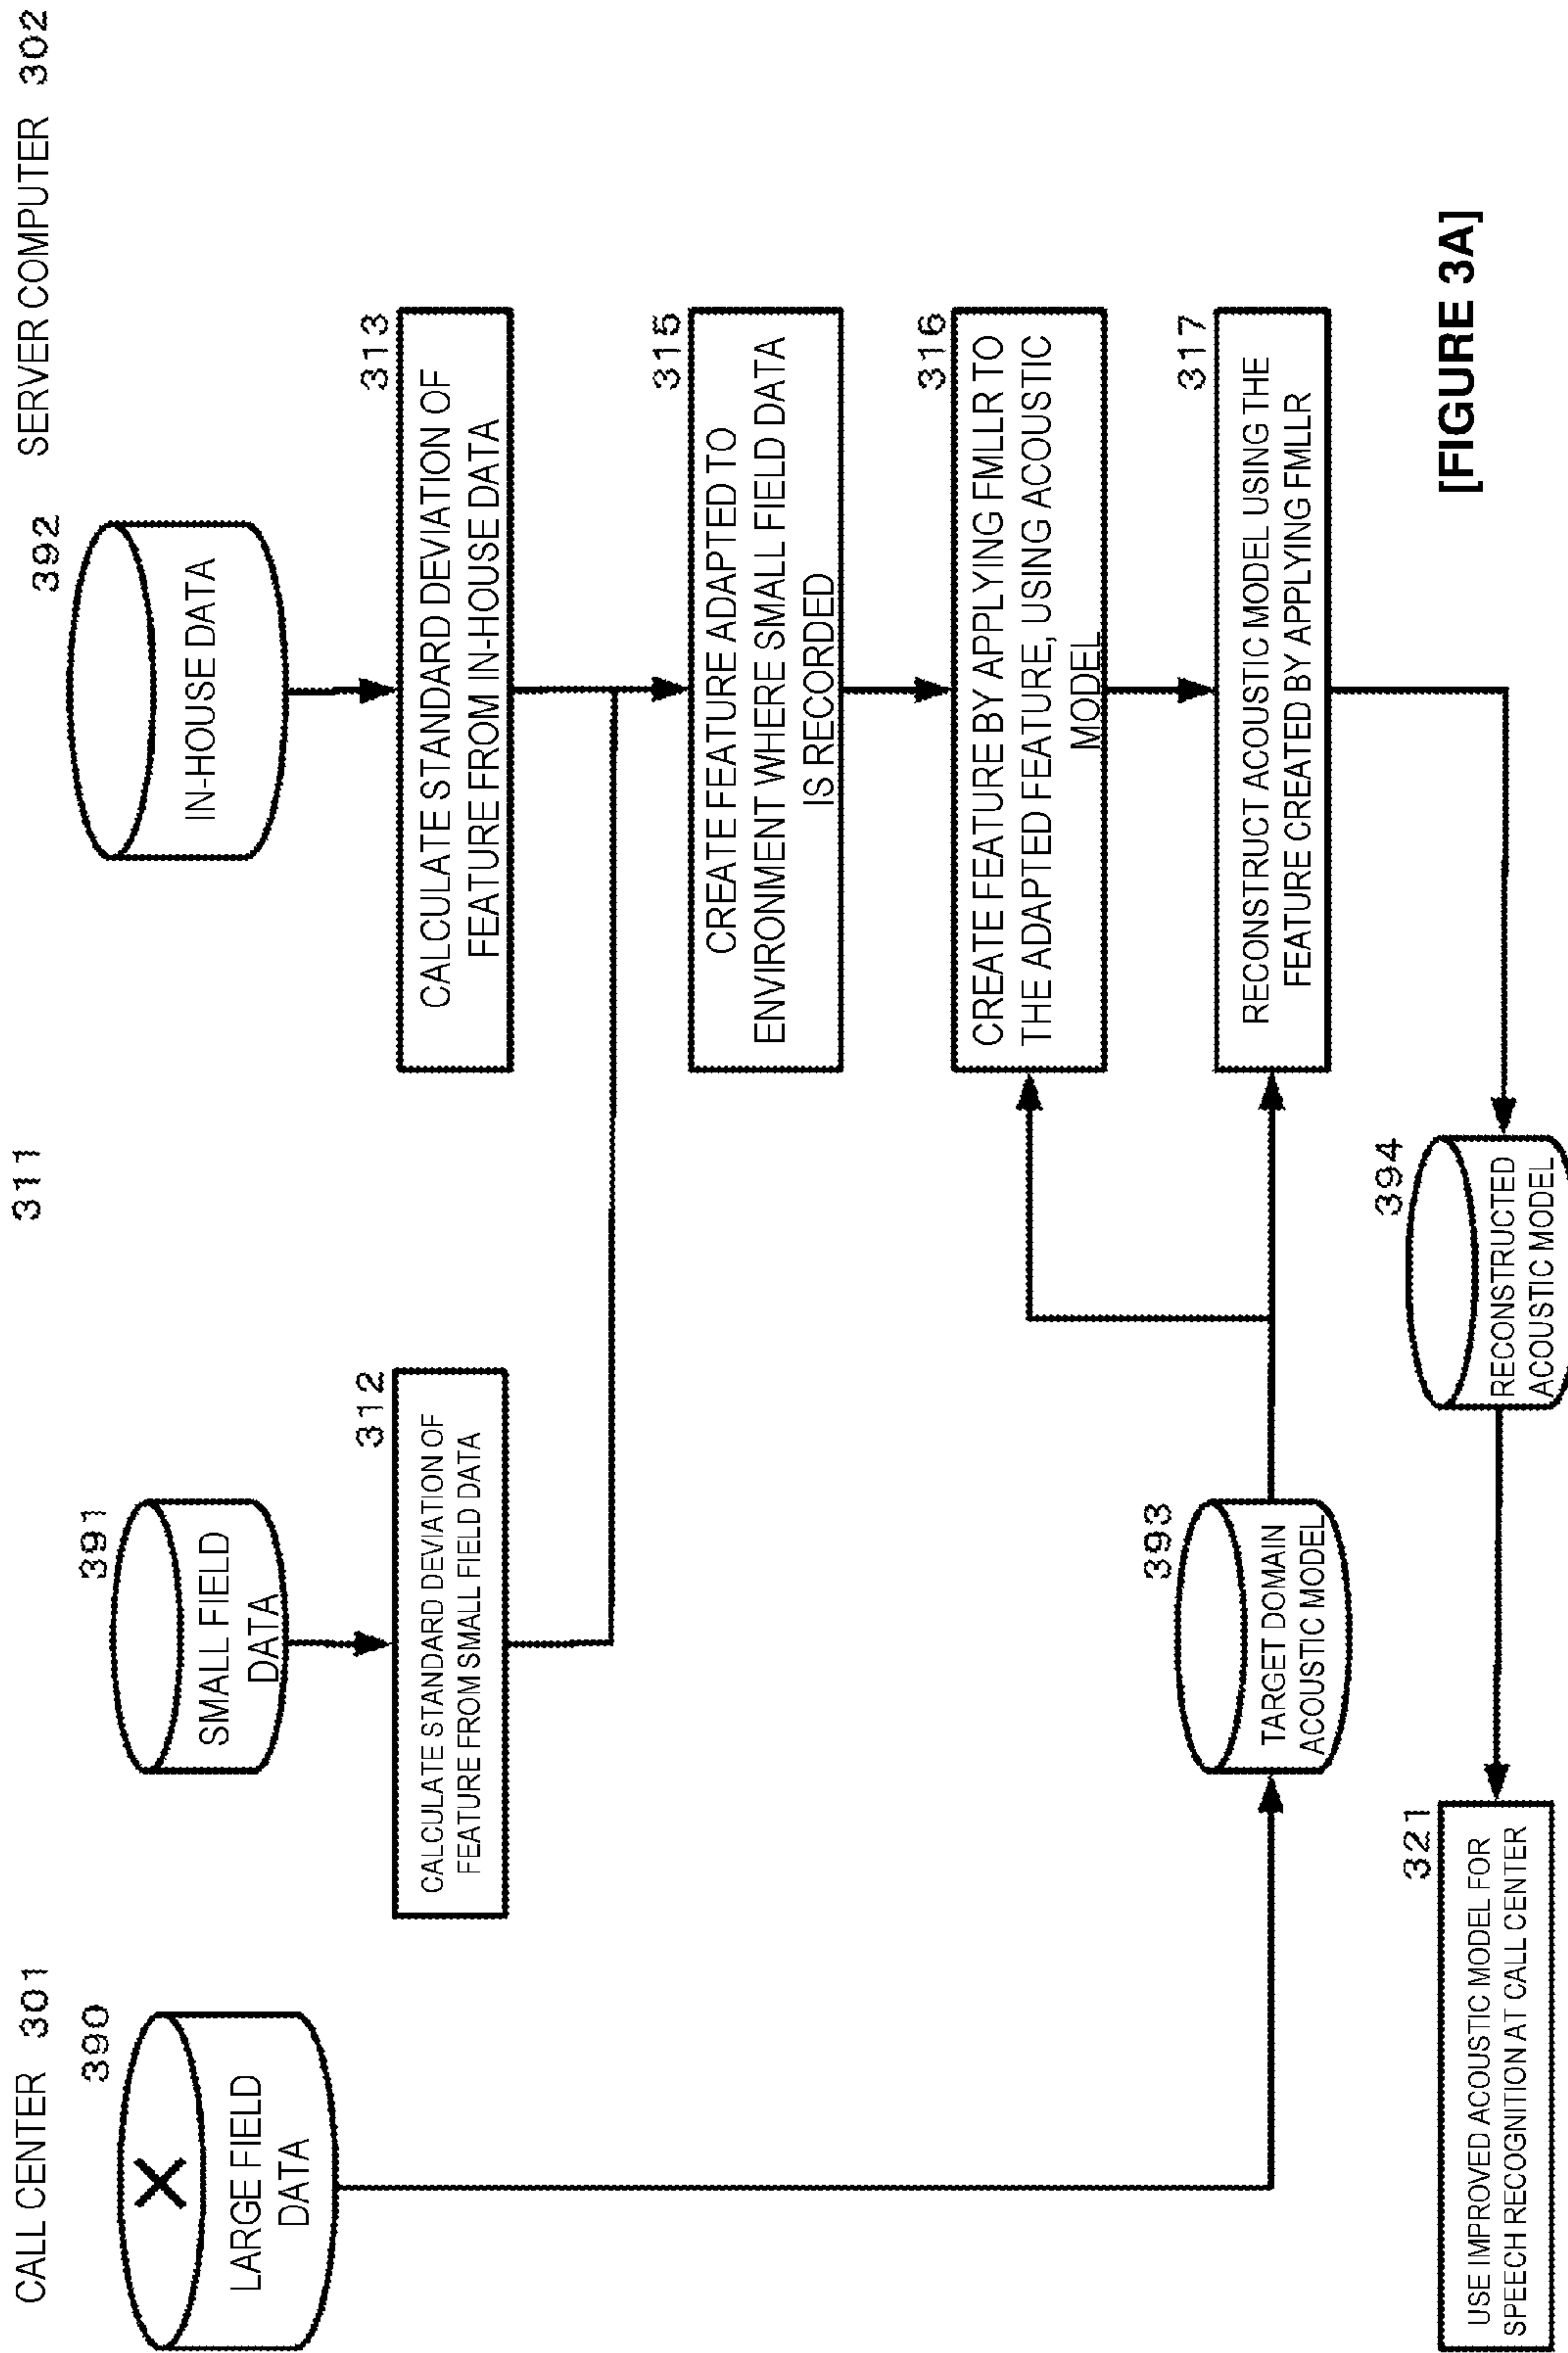 CALL CENTER 301
311
SERVER COMPUTER 302
390
LARGE FIELD
DATA
391
SMALL FIELD
DATA
392
IN-HOUSE DATA
312
CALCULATE STANDARD DEVIATION OF
FEATURE FROM SMALL FIELD DATA
313
CALCULATE STANDARD DEVIATION OF
FEATURE FROM IN-HOUSE DATA
315
CREATE FEATURE ADAPTED TO
ENVIRONMENT WHERE SMALL FIELD DATA
IS RECORDED
316
CREATE FEATURE BY APPLYING FMLLR TO
THE ADAPTED FEATURE, USING ACOUSTIC
MODEL
393
TARGET DOMAIN
ACOUSTIC MODEL
317
RECONSTRUCT ACOUSTIC MODEL USING THE
FEATURE CREATED BY APPLYING FMLLR
394
RECONSTRUCTED
ACOUSTIC MODEL
321
USE IMPROVED ACOUSTIC MODEL FOR
SPEECH RECOGNITION AT CALL CENTER
[FIGURE 3A]